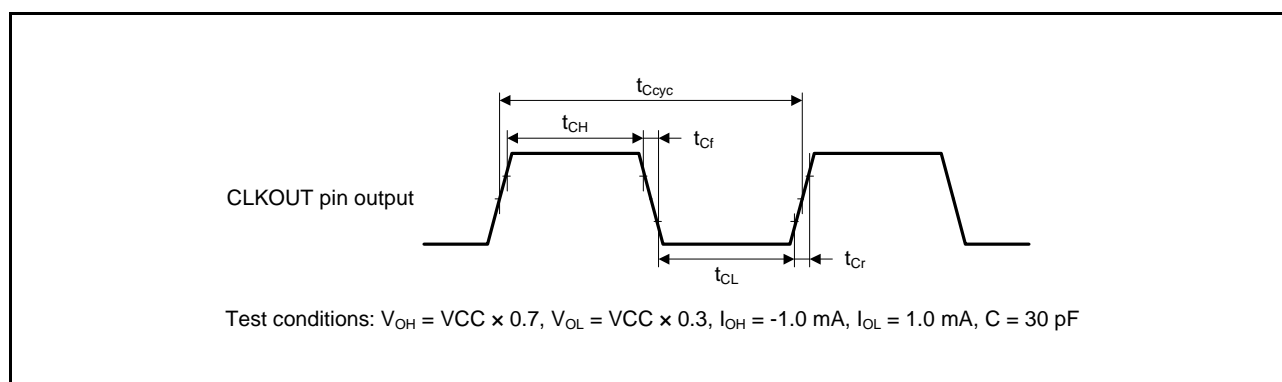 tCcyc
tCH
tCf
CLKOUT pin output
tCL
tCr
Test conditions: VOH = VCC × 0.7, VOL = VCC × 0.3, IOH = -1.0 mA, IOL = 1.0 mA, C = 30 pF